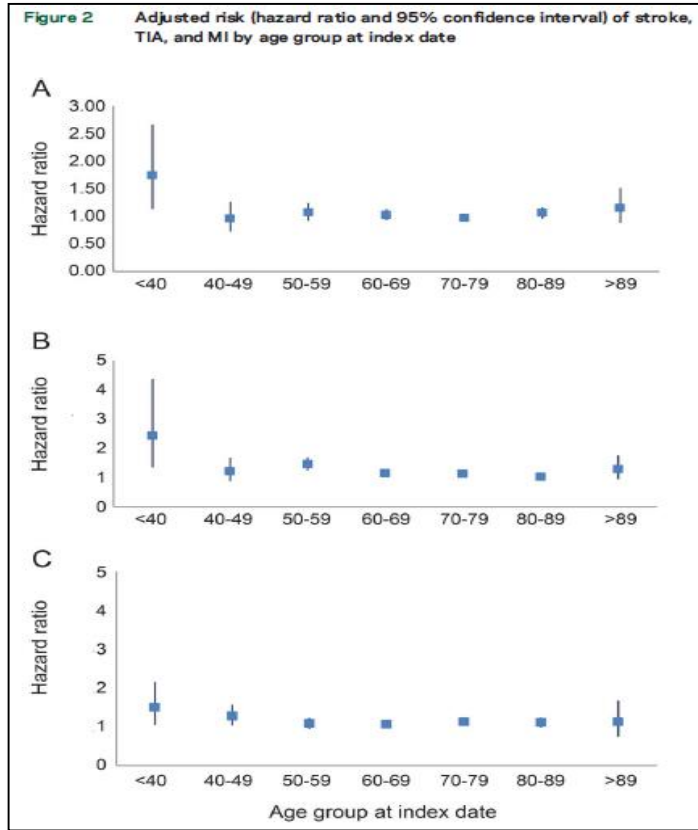 Figure 2 Adjusted risk (hazard ratio and 95% confidence interval) of stroke,
TIA, and MI by age group at index date
A
Hazard ratio
3.00
2.50
2.00
1.50
1.00
0.50
0.00
<40 40-49 50-59 60-69 70-79 80-89 >89
B
Hazard ratio
5
4
3
2
1
0
<40 40-49 50-59 60-69 70-79 80-89 >89
C
Hazard ratio
5
4
3
2
1
0
<40 40-49 50-59 60-69 70-79 80-89 >89
Age group at index date